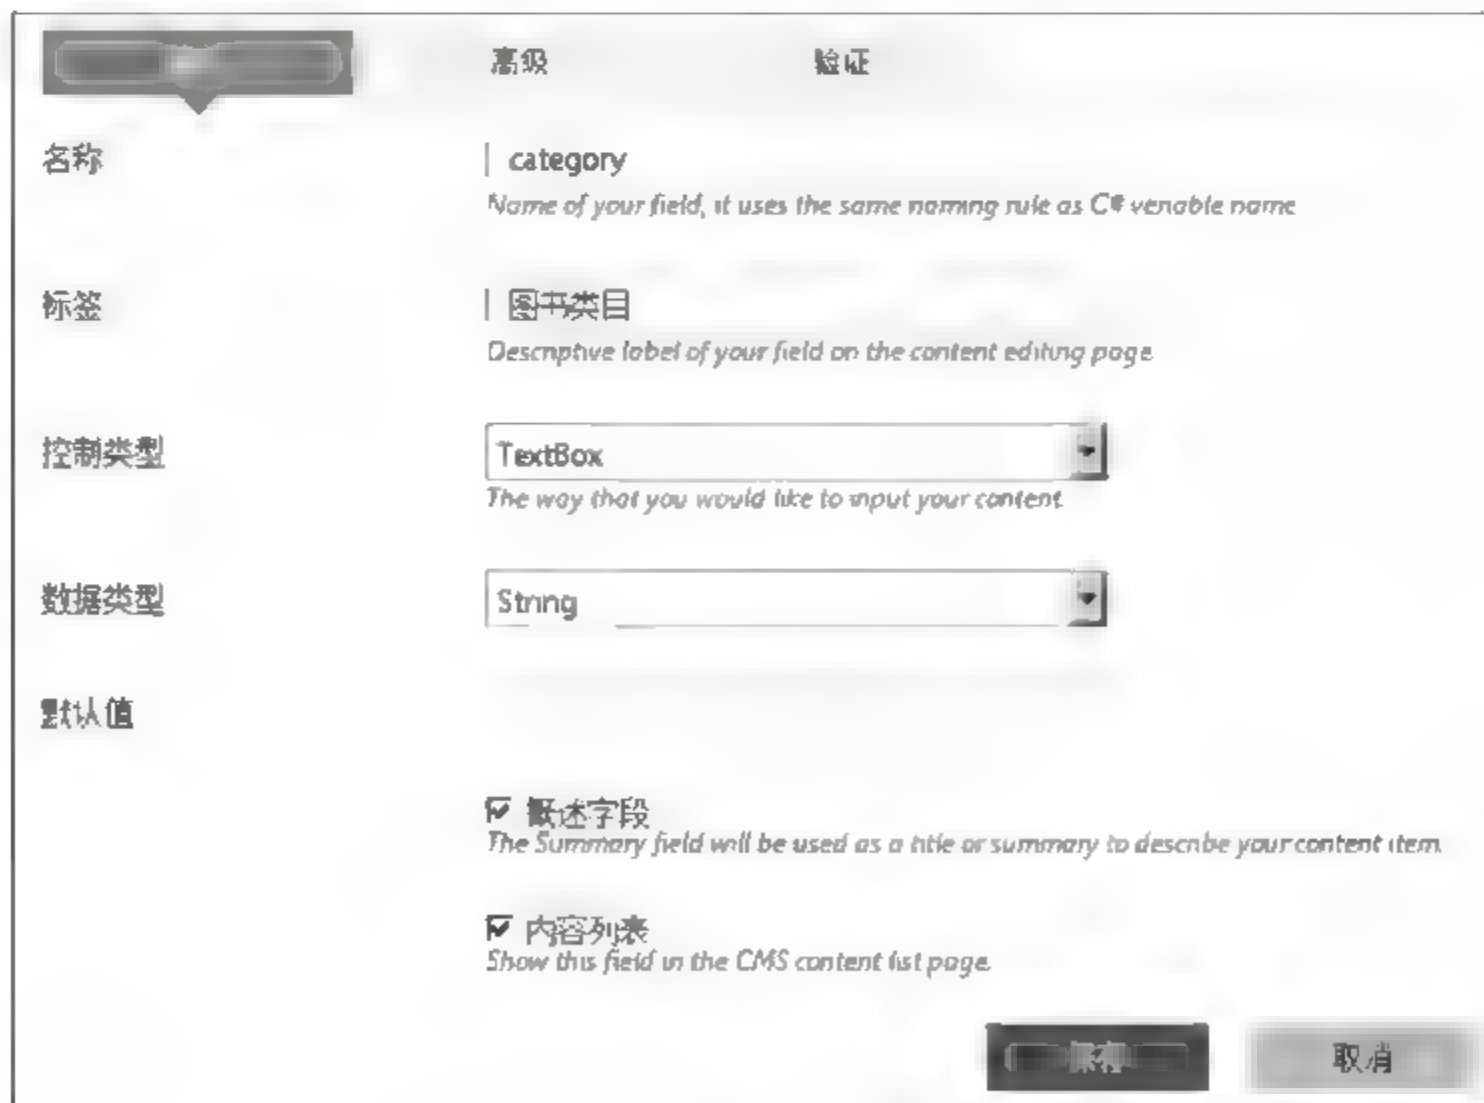 高级 验证
名称 category
Name of your field, it uses the same naming rule as C# venable name
标签 图书类目
Descriptive label of your field on the content editing page
控制类型 TextBox
The way that you would like to input your content
数据类型 String
默认值
概述字段
The Summary field will be used as a title or summary to describe your content item.
内容列表
Show this field in the CMS content list page.
保存 取消